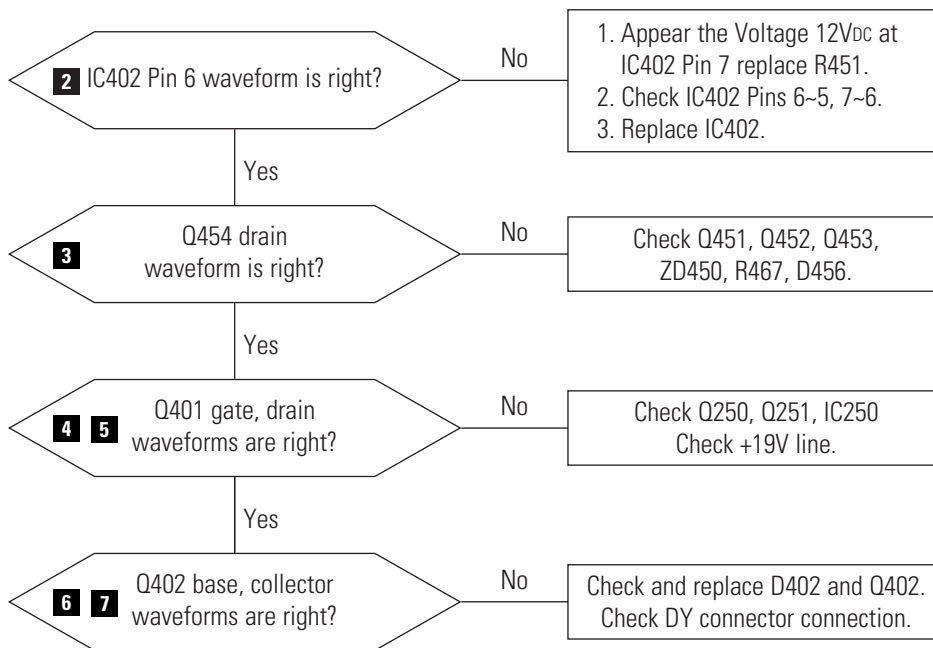 2 IC402 Pin 6 waveform is right?
No
1. Appear the Voltage 12VDC at
IC402 Pin 7 replace R451.
2. Check IC402 Pins 6~5, 7~6.
3. Replace IC402.
Yes
3
Q454 drain
waveform is right?
No
Check Q451, Q452, Q453,
ZD450, R467, D456.
Yes
4 5
Q401 gate, drain
waveforms are right?
No
Check Q250, Q251, IC250
Check +19V line.
Yes
6 7
Q402 base, collector
waveforms are right?
No
Check and replace D402 and Q402.
Check DY connector connection.